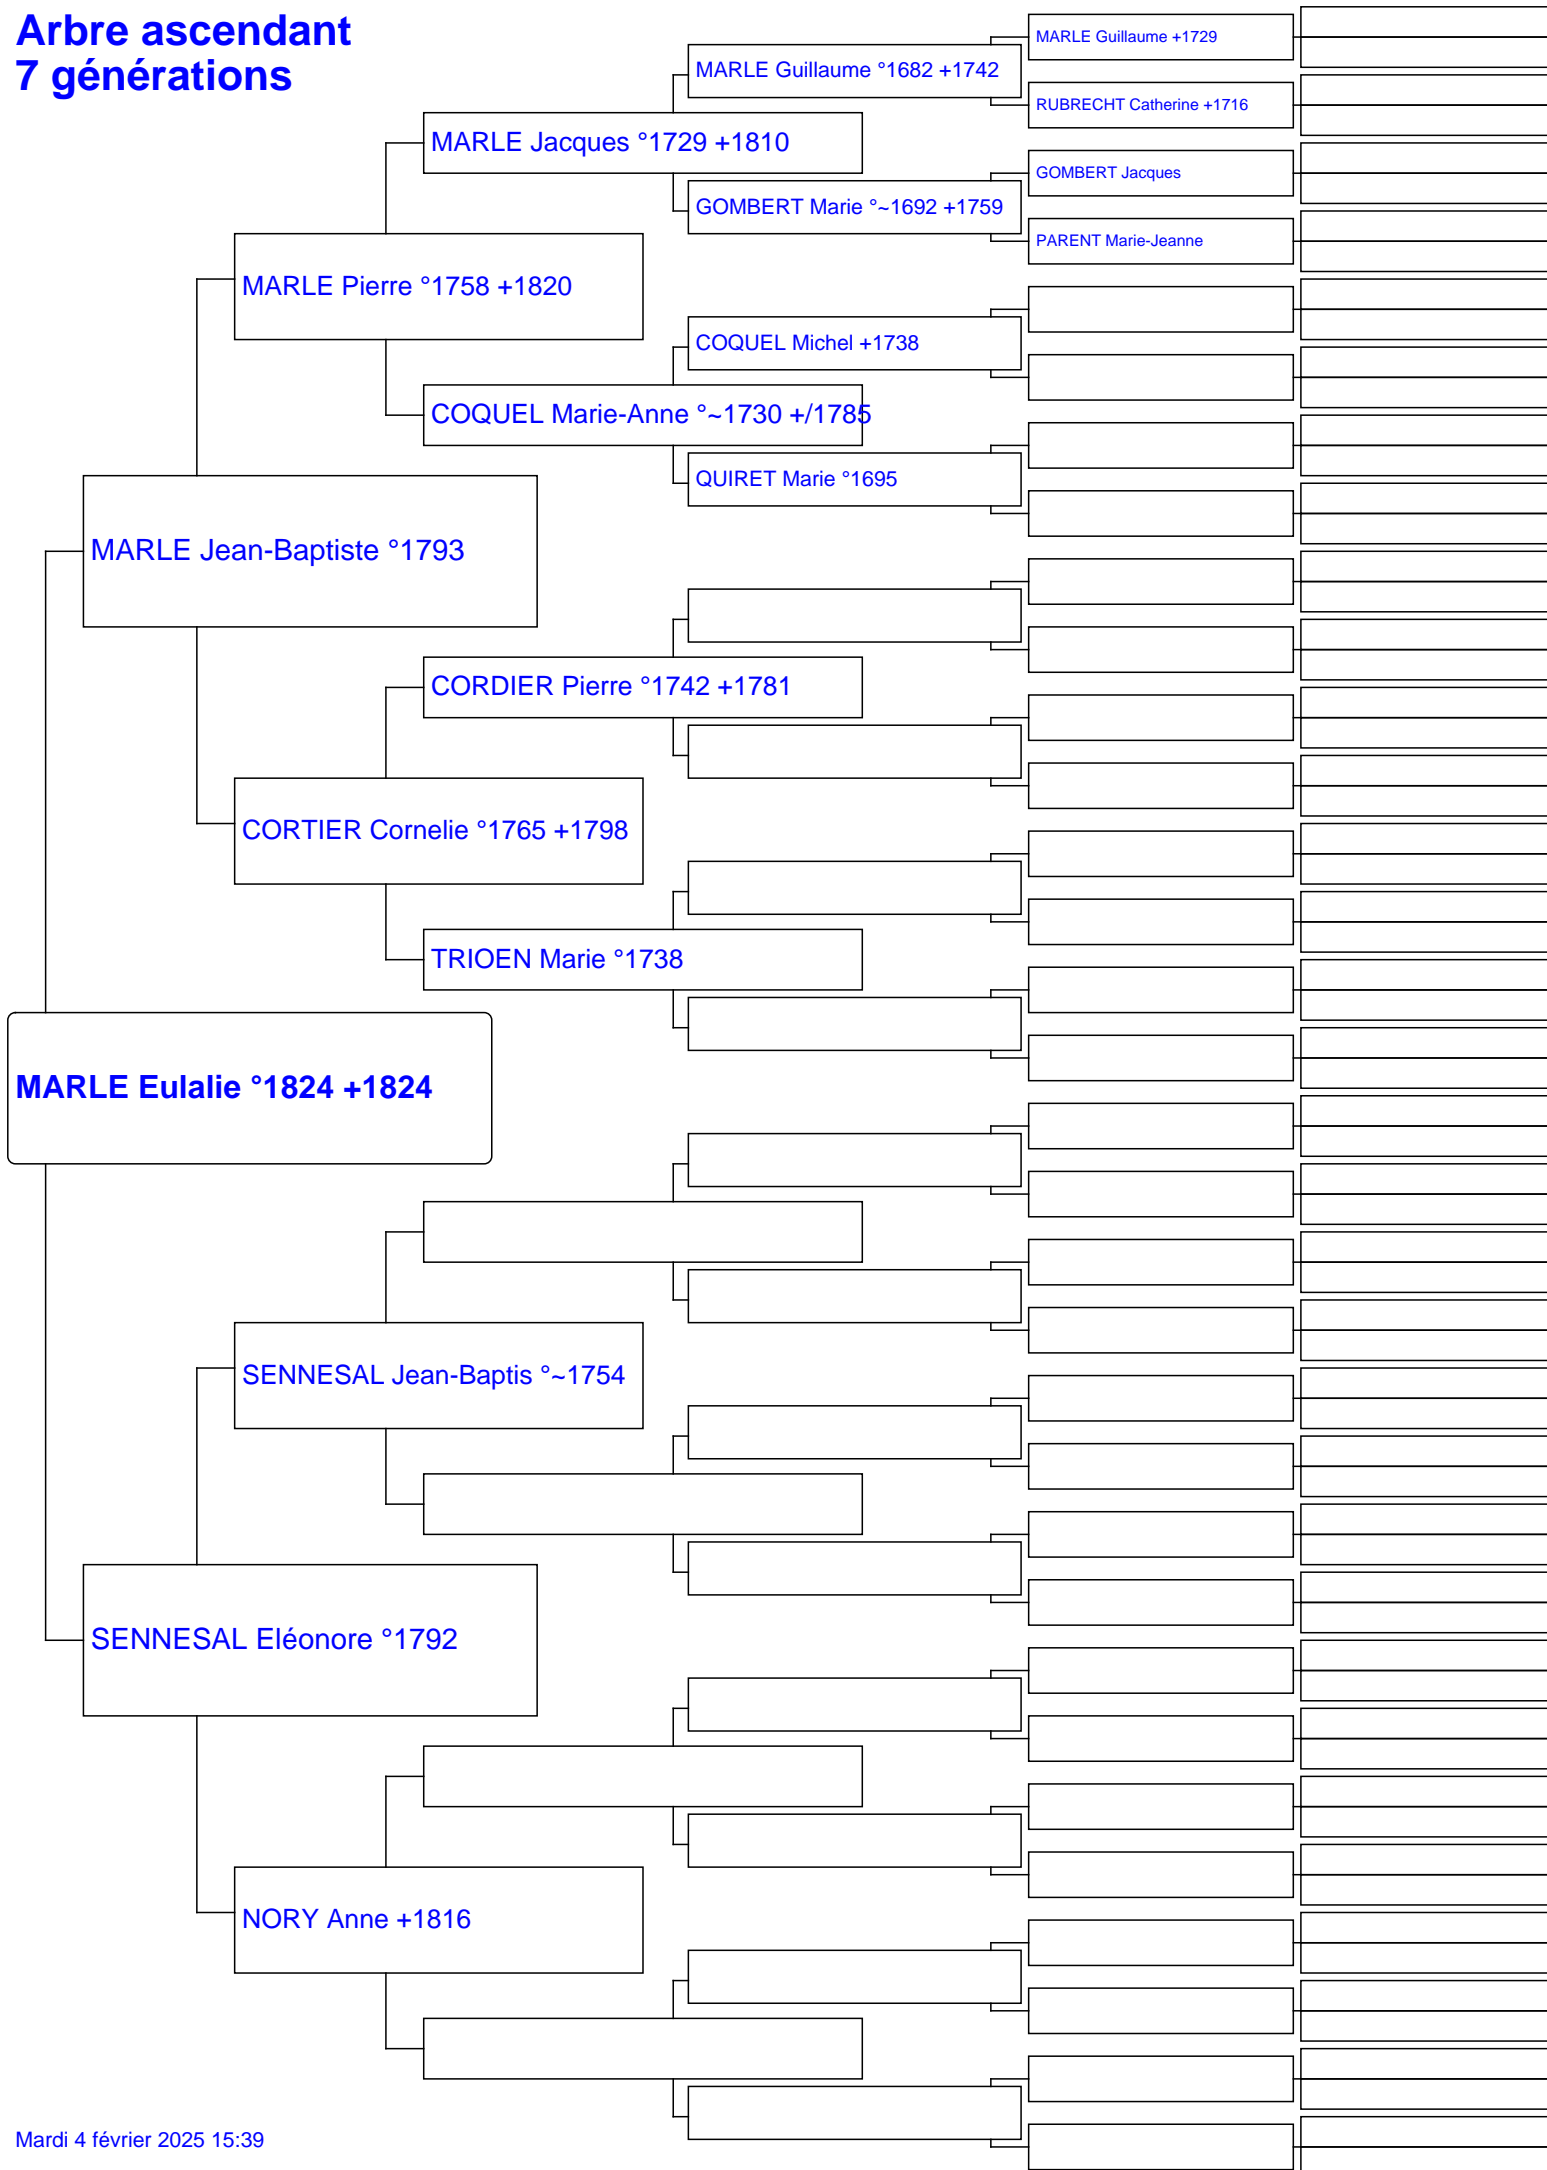 Arbre ascendant
7 générations
MARLE Guillaume +1729
MARLE Guillaume °1682 +1742
RUBRECHT Catherine +1716
MARLE Jacques °1729 +1810
GOMBERT Jacques
GOMBERT Marie °~1692 +1759
PARENT Marie-Jeanne
MARLE Pierre °1758 +1820
COQUEL Michel +1738
COQUEL Marie-Anne °~1730 +/1785
QUIRET Marie °1695
MARLE Jean-Baptiste °1793
CORDIER Pierre °1742 +1781
CORTIER Cornelie °1765 +1798
TRIOEN Marie °1738
MARLE Eulalie °1824 +1824
SENNESAL Jean-Baptis °~1754
SENNESAL Eléonore °1792
NORY Anne +1816
Mardi 4 février 2025 15:39